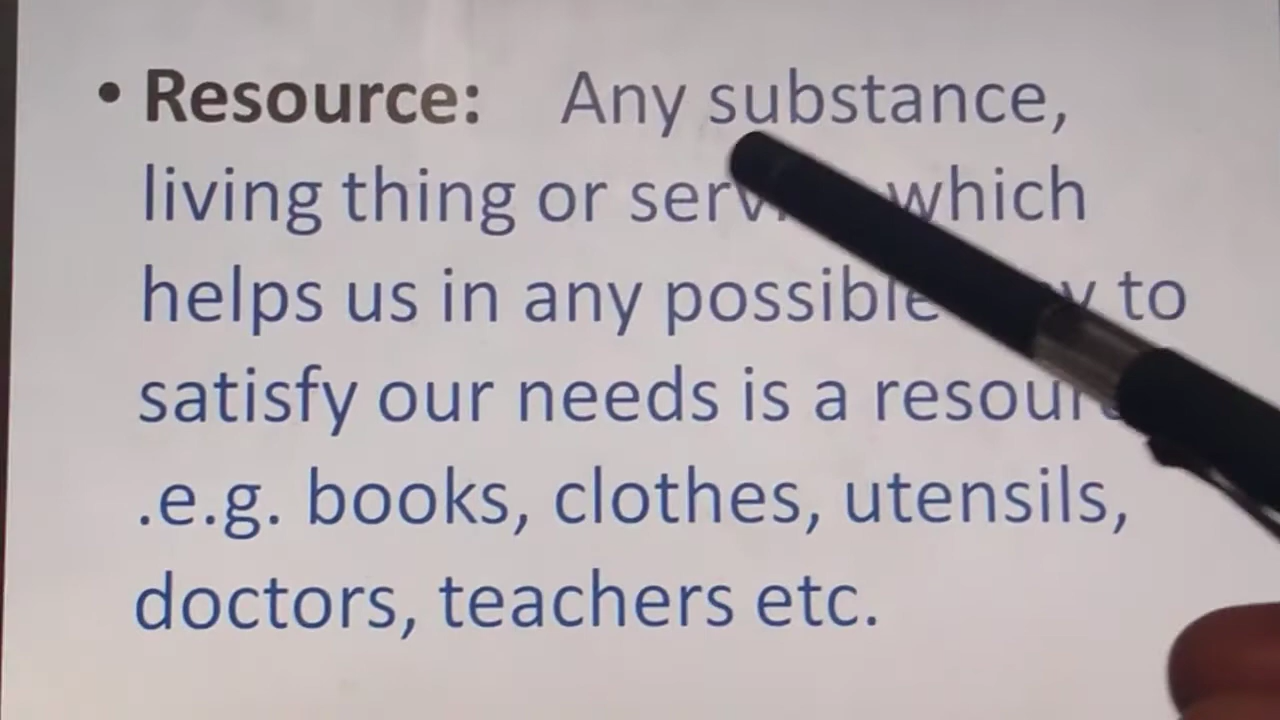 • Resource: Any substance,
living thing or which
helps us in any possible to
satisfy our needs is a
.e.g. books, clothes, utensils,
doctors, teachers etc.